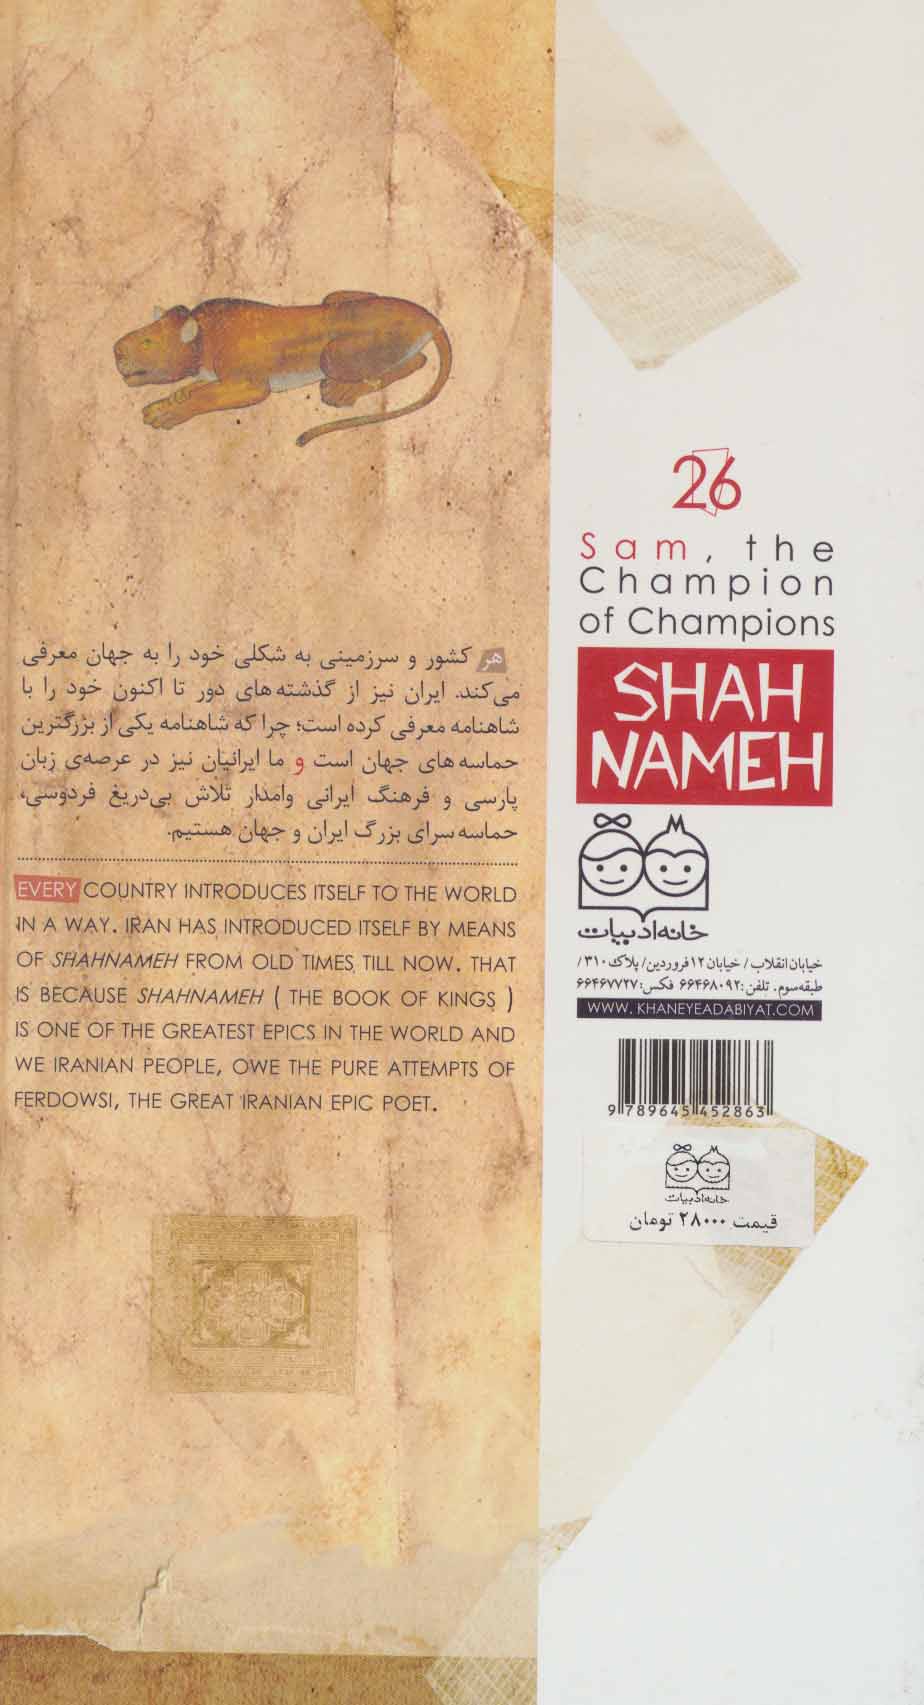 26
Sam, the
Champion
of Champions
SHAH
NAMEH
خانه ادبیات
خیابان انقلاب / خیابان ۱۲ فروردین / پلاک ۳۱۰ /
طبقه سوم. تلفن: ۶۶۴۶۸۰۹۲ فکس: ۶۶۴۶۷۷۲۷
WWW. KHANEYEADABIYAT.COM
9 789645 452863
خانه ادبیات
قیمت ۲۸۰۰۰ تومان
هر کشور و سرزمینی به شکلی خود را به جهان معرفی
می‌کند. ایران نیز از گذشته های دور تا اکنون خود را با
شاهنامه معرفی کرده است؛ چرا که شاهنامه یکی از بزرگترین
حماسه های جهان است و ما ایرانیان نیز در عرصه‌ی زبان
پارسی و فرهنگ ایرانی وامدار تلاش بی‌دریغ فردوسی،
حماسه سرای بزرگ ایران و جهان هستیم.
EVERY COUNTRY INTRODUCES ITSELF TO THE WORLD
IN A WAY. IRAN HAS INTRODUCED ITSELF BY MEANS
OF SHAHNAMEH FROM OLD TIMES TILL NOW. THAT
IS BECAUSE SHAHNAMEH ( THE BOOK OF KINGS )
IS ONE OF THE GREATEST EPICS IN THE WORLD AND
WE IRANIAN PEOPLE, OWE THE PURE ATTEMPTS OF
FERDOWSI, THE GREAT IRANIAN EPIC POET.